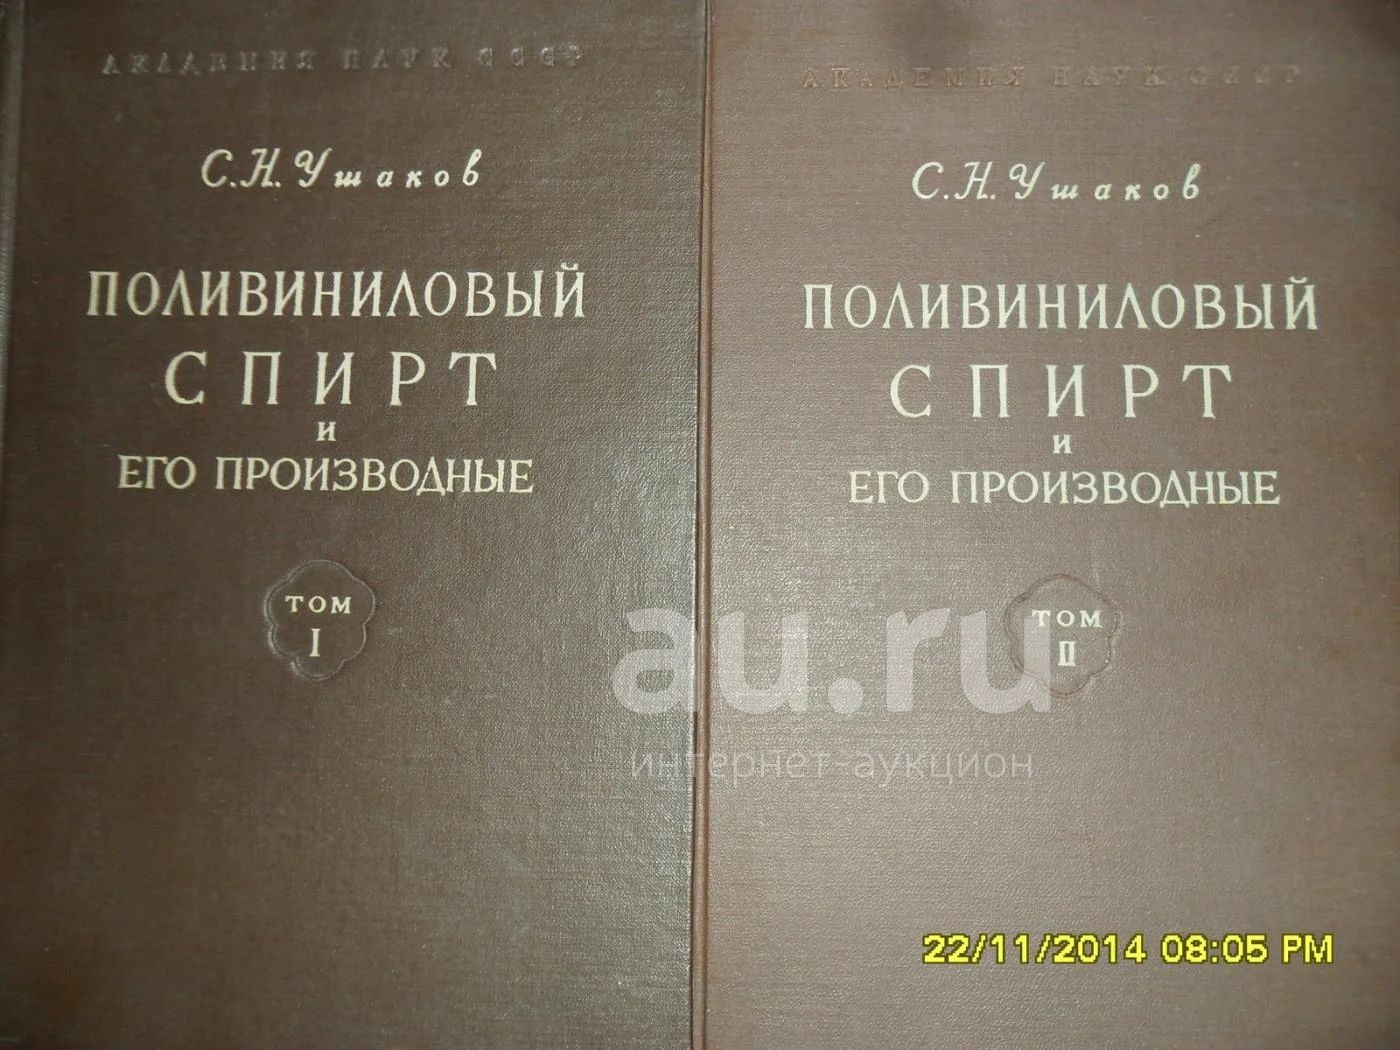 АКАДЕМИЯ НАУК СССР
С.Н. Ушаков
ПОЛИВИНИЛОВЫЙ
СПИРТ
и
ЕГО ПРОИЗВОДНЫЕ
ТОМ
I
АКАДЕМИЯ НАУК СССР
С.Н. Ушаков
ПОЛИВИНИЛОВЫЙ
СПИРТ
и
ЕГО ПРОИЗВОДНЫЕ
ТОМ
II
au.ru
интернет-аукцион
22/11/2014 08:05 PM